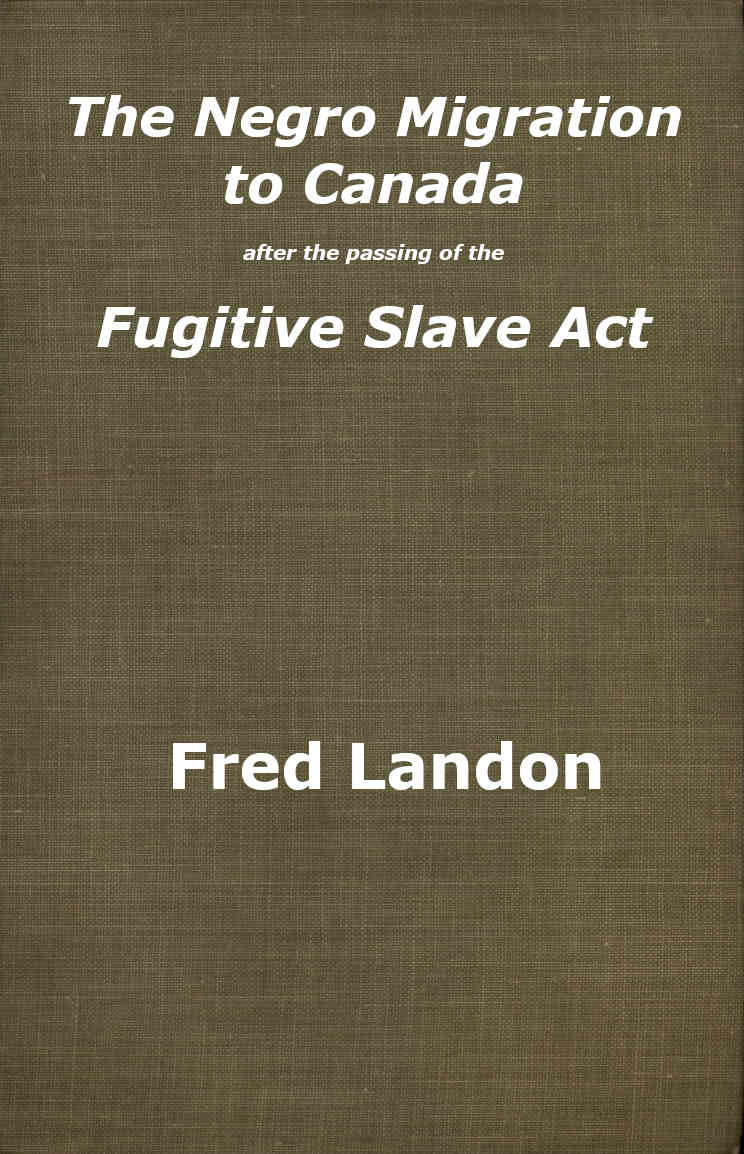 The Negro Migration
to Canada
after the passing of the
Fugitive Slave Act
Fred Landon